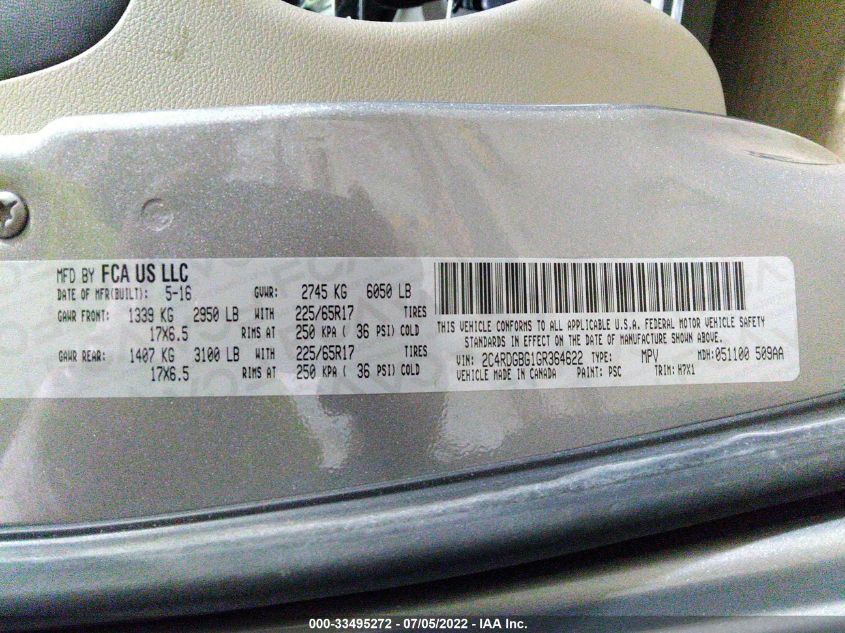 MFD BY FCA US LLC
DATE OF MFR(BUILT): 5-16 GVWR: 2745 KG 6050 LB
GAWR FRONT: 1339 KG 2950 LB WITH 225/65R17 TIRES
17X6.5 RIMS AT 250 KPA ( 36 PSI) COLD
GAWR REAR: 1407 KG 3100 LB WITH 225/65R17 TIRES
17X6.5 RIMS AT 250 KPA ( 36 PSI) COLD
THIS VEHICLE CONFORMS TO ALL APPLICABLE U.S.A. FEDERAL MOTOR VEHICLE SAFETY
STANDARDS IN EFFECT ON THE DATE OF MANUFACTURE SHOWN ABOVE.
VIN: 2C4RDGBG1GR364622 TYPE: MPV MDH: 051100 509AA
VEHICLE MADE IN CANADA PAINT: PSC TRIM: H7X1
000-33495272 - 07/05/2022 - IAA Inc.